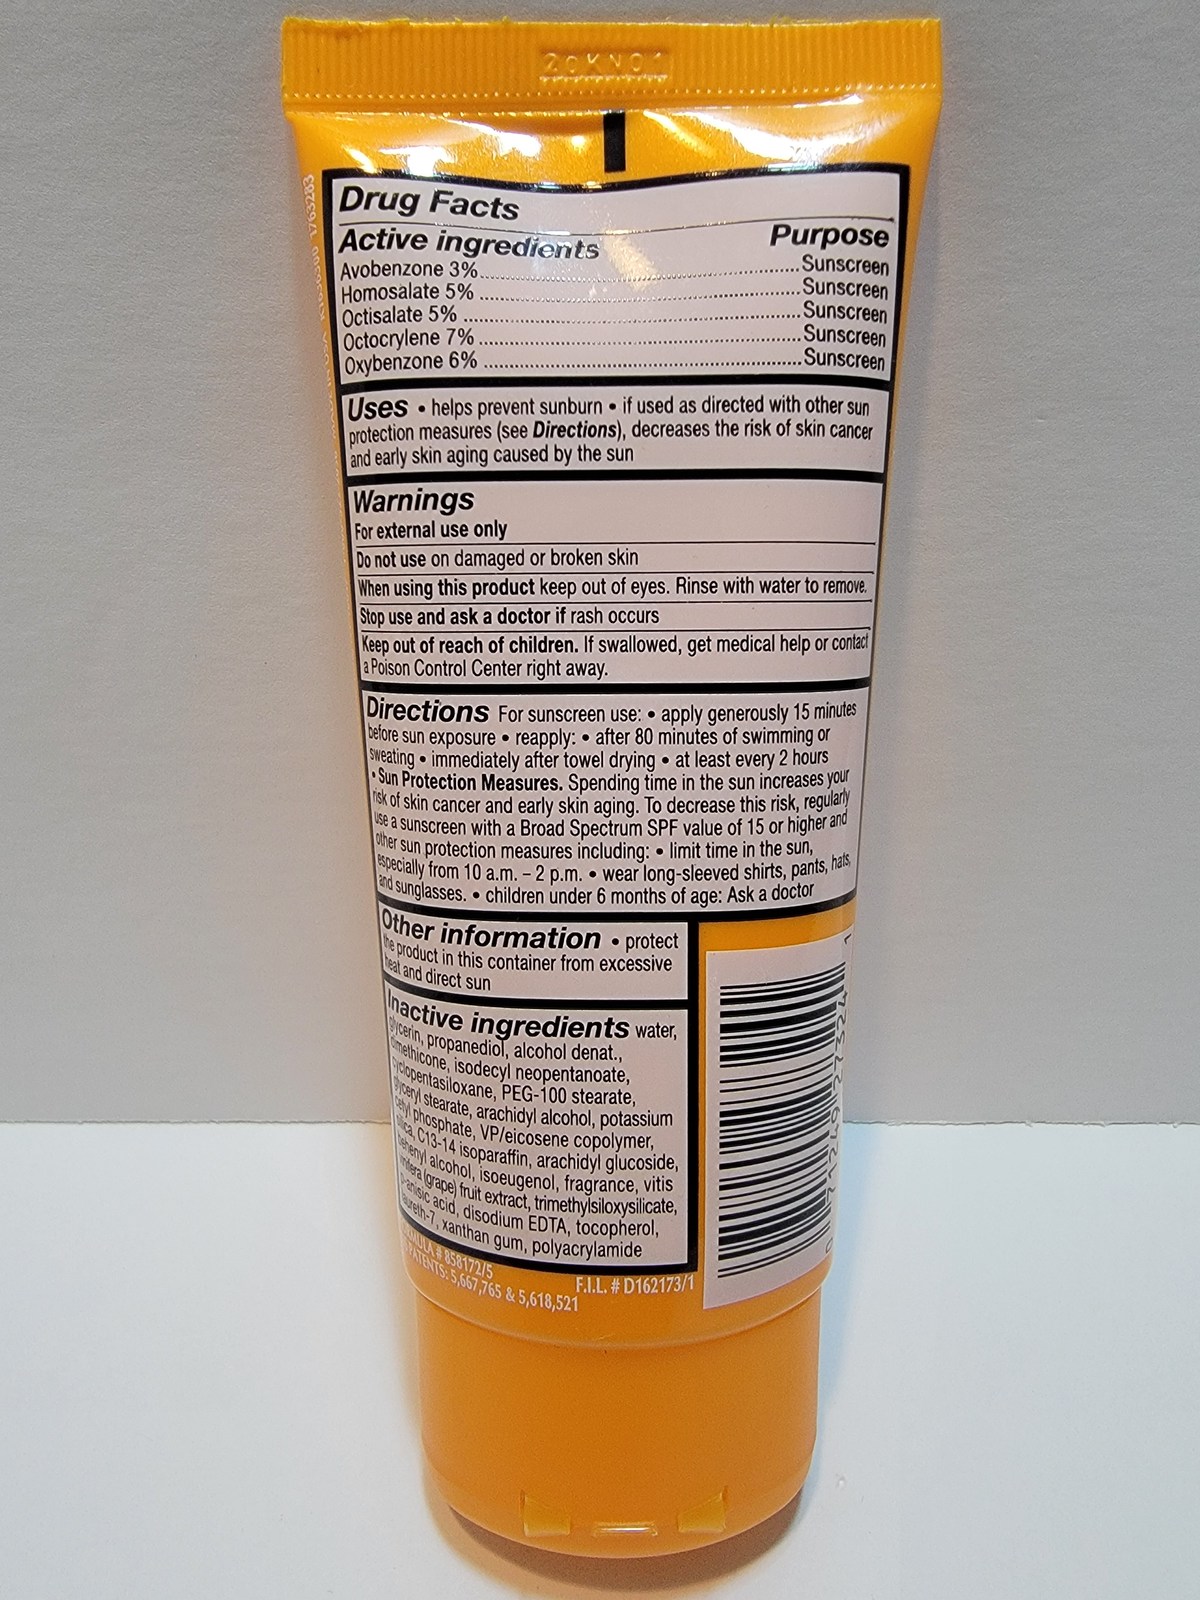 20KN01
Drug Facts
Active ingredients Purpose
Avobenzone 3% Sunscreen
Homosalate 5% Sunscreen
Octisalate 5% Sunscreen
Octocrylene 7% Sunscreen
Oxybenzone 6% Sunscreen
Uses • helps prevent sunburn • if used as directed with other sun
protection measures (see Directions), decreases the risk of skin cancer
and early skin aging caused by the sun
Warnings
For external use only
Do not use on damaged or broken skin
When using this product keep out of eyes. Rinse with water to remove.
Stop use and ask a doctor if rash occurs
Keep out of reach of children. If swallowed, get medical help or contact
a Poison Control Center right away.
Directions For sunscreen use: • apply generously 15 minutes
before sun exposure • reapply: • after 80 minutes of swimming or
sweating • immediately after towel drying • at least every 2 hours
• Sun Protection Measures. Spending time in the sun increases your
risk of skin cancer and early skin aging. To decrease this risk, regularly
use a sunscreen with a Broad Spectrum SPF value of 15 or higher and
other sun protection measures including: • limit time in the sun,
especially from 10 a.m. – 2 p.m. • wear long-sleeved shirts, pants, hats,
and sunglasses. • children under 6 months of age: Ask a doctor
Other information • protect
the product in this container from excessive
heat and direct sun
Inactive ingredients water,
glycerin, propanediol, alcohol denat.,
dimethicone, isodecyl neopentanoate,
cyclopentasiloxane, PEG-100 stearate,
glyceryl stearate, arachidyl alcohol, potassium
cetyl phosphate, VP/eicosene copolymer,
silica, C13-14 isoparaffin, arachidyl glucoside,
behenyl alcohol, isoeugenol, fragrance, vitis
vinifera (grape) fruit extract, trimethylsiloxysilicate,
p-anisic acid, disodium EDTA, tocopherol,
laureth-7, xanthan gum, polyacrylamide
# 858172/5
PATENTS: 5,667,765 & 5,618,521
F.I.L. # D162173/1
0 71249 27324 1
1763283